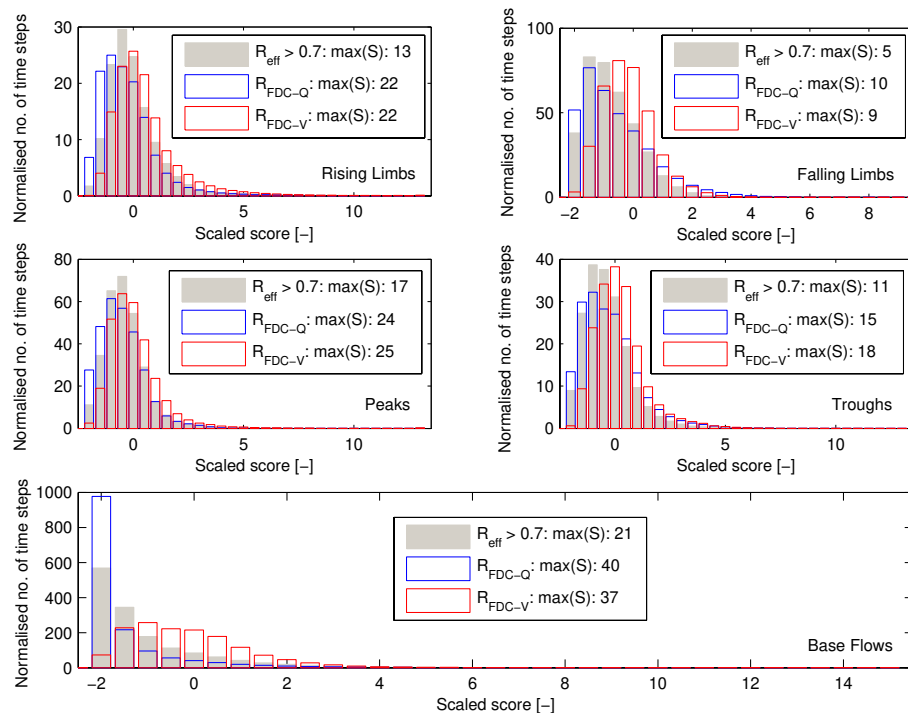 Normalised no. of time steps
30
20
10
0
0
5
10
Scaled score [−]
R_eff > 0.7: max(S): 13
R_FDC−Q: max(S): 22
R_FDC−V: max(S): 22
Rising Limbs
Normalised no. of time steps
100
50
0
−2
0
2
4
6
8
Scaled score [−]
R_eff > 0.7: max(S): 5
R_FDC−Q: max(S): 10
R_FDC−V: max(S): 9
Falling Limbs
Normalised no. of time steps
80
60
40
20
0
0
5
10
Scaled score [−]
R_eff > 0.7: max(S): 17
R_FDC−Q: max(S): 24
R_FDC−V: max(S): 25
Peaks
Normalised no. of time steps
40
30
20
10
0
0
5
10
Scaled score [−]
R_eff > 0.7: max(S): 11
R_FDC−Q: max(S): 15
R_FDC−V: max(S): 18
Troughs
Normalised no. of time steps
1000
800
600
400
200
0
−2
0
2
4
6
8
10
12
14
Scaled score [−]
R_eff > 0.7: max(S): 21
R_FDC−Q: max(S): 40
R_FDC−V: max(S): 37
Base Flows